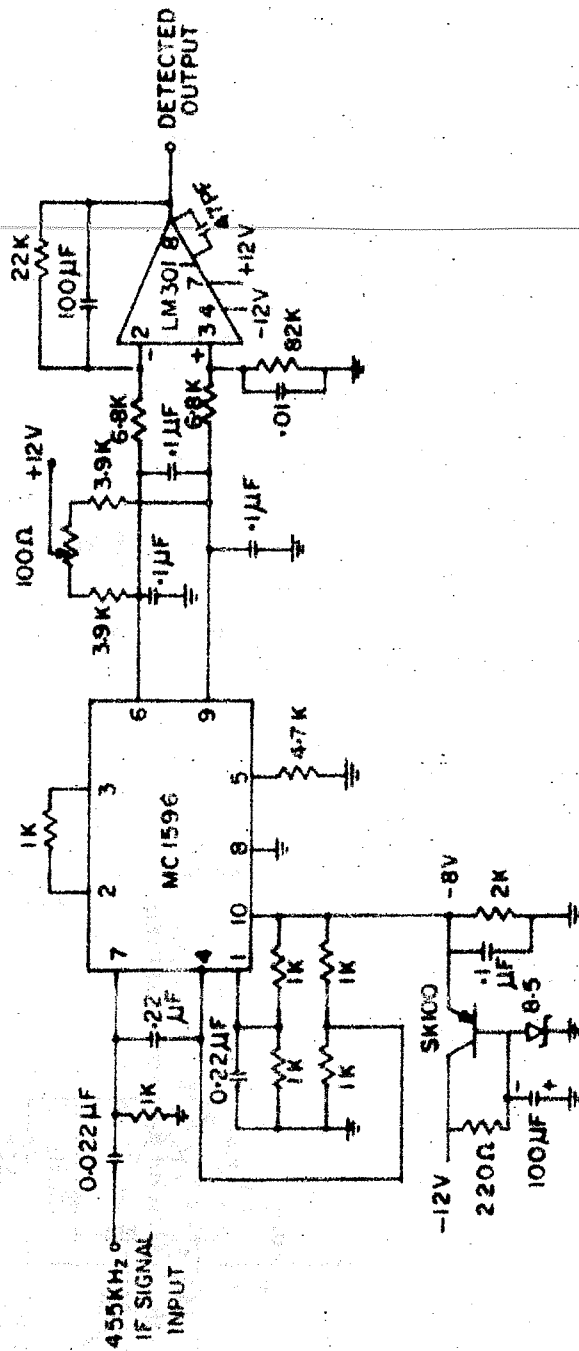 455KHz
IF SIGNAL
INPUT
0.022µF
1K
.22
µF
0.22µF
7
4
1
2
3
10
8
5
6
9
MC1596
1K
1K
1K
1K
1K
4.7K
-12V
220Ω
100µF
-
+
SK100
8.5
.1
µF
2K
-8V
100Ω
+12V
3.9K
3.9K
.1µF
.1µF
.1µF
6.8K
6.8K
.01
82K
22K
100µF
2
-
3
+
LM301
4
7
1
8
-12V
+12V
DETECTED
OUTPUT